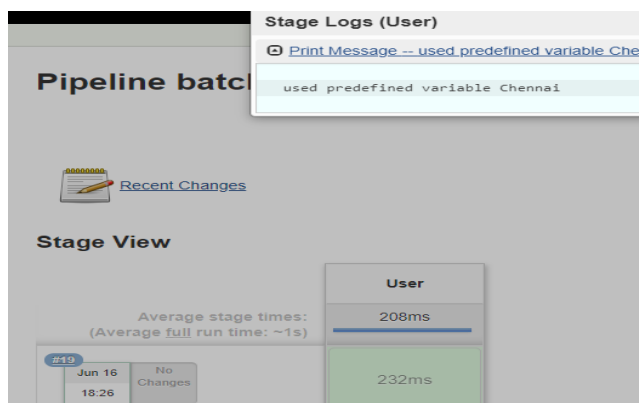 Stage Logs (User)
Print Message -- used predefined variable Che
used predefined variable Chennai
Pipeline batc
Recent Changes
Stage View
User
Average stage times:
(Average full run time: ~1s)
208ms
#19
Jun 16
18:26
No
Changes
232ms